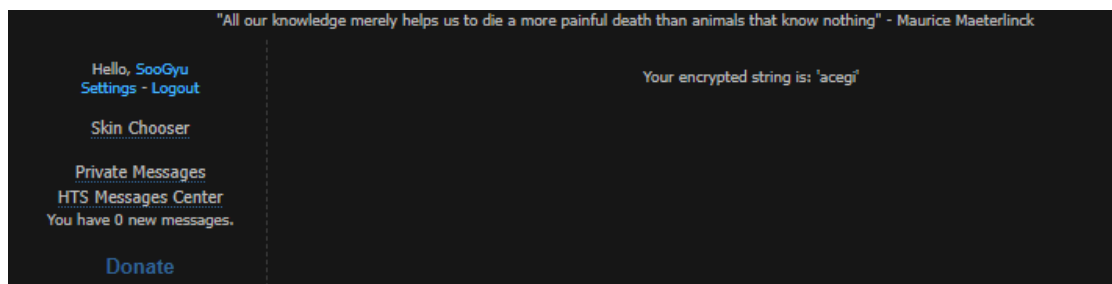 "All our knowledge merely helps us to die a more painful death than animals that know nothing" - Maurice Maeterlinck
Hello, SooGyu
Settings - Logout
Skin Chooser
Private Messages
HTS Messages Center
You have 0 new messages.
Donate
Your encrypted string is: 'acegi'